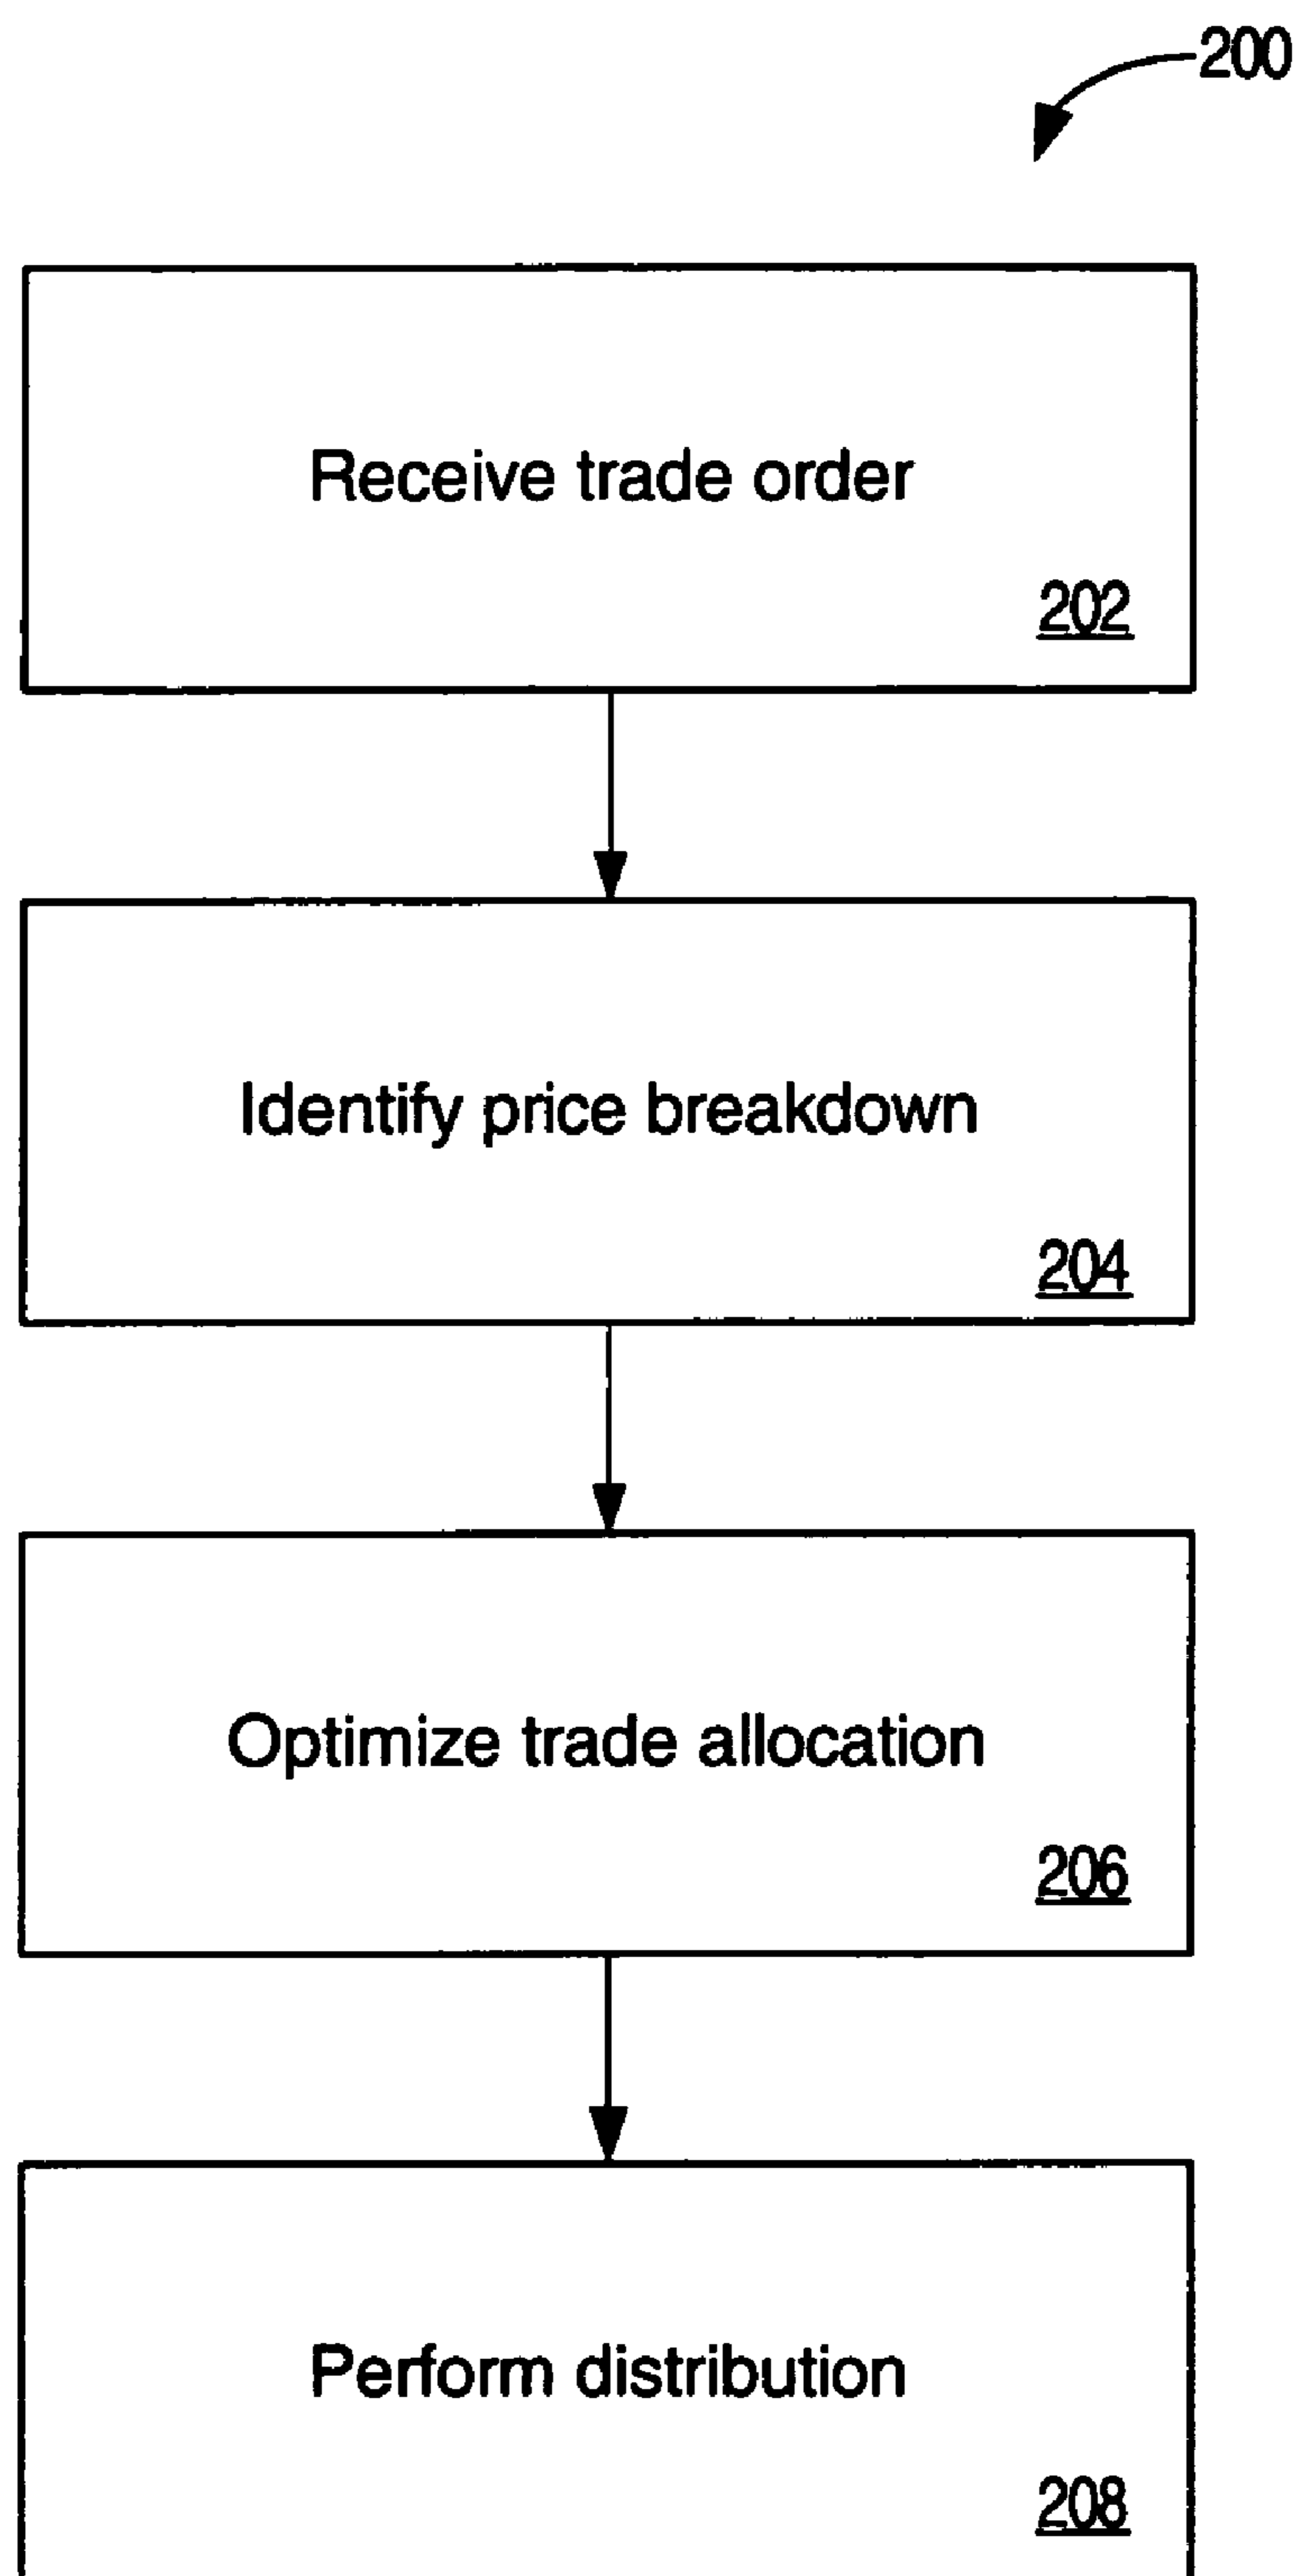 200
Receive trade order
202
Identify price breakdown
204
Optimize trade allocation
206
Perform distribution
208